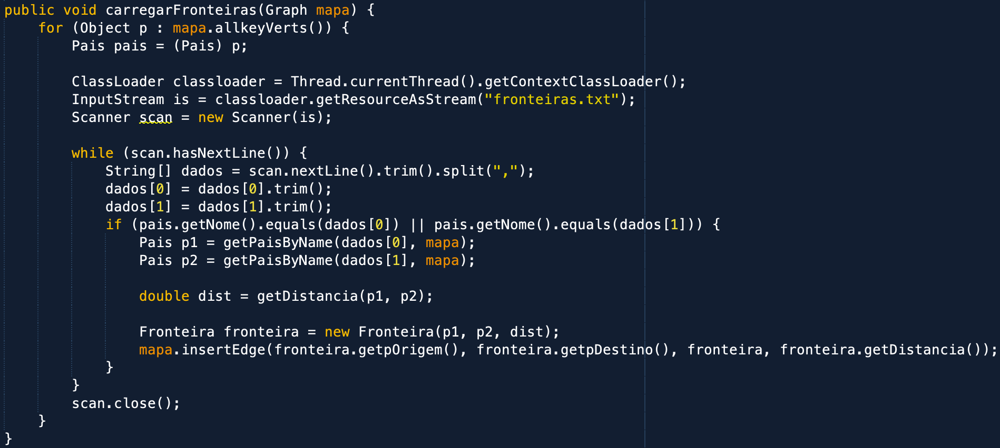 public void carregarFronteiras(Graph mapa) {
    for (Object p : mapa.allkeyVerts()) {
        Pais pais = (Pais) p;

        ClassLoader classloader = Thread.currentThread().getContextClassLoader();
        InputStream is = classloader.getResourceAsStream("fronteiras.txt");
        Scanner scan = new Scanner(is);

        while (scan.hasNextLine()) {
            String[] dados = scan.nextLine().trim().split(",");
            dados[0] = dados[0].trim();
            dados[1] = dados[1].trim();
            if (pais.getNome().equals(dados[0]) || pais.getNome().equals(dados[1])) {
                Pais p1 = getPaisByName(dados[0], mapa);
                Pais p2 = getPaisByName(dados[1], mapa);

                double dist = getDistancia(p1, p2);

                Fronteira fronteira = new Fronteira(p1, p2, dist);
                mapa.insertEdge(fronteira.getpOrigem(), fronteira.getpDestino(), fronteira, fronteira.getDistancia());
            }
        }
        scan.close();
    }
}